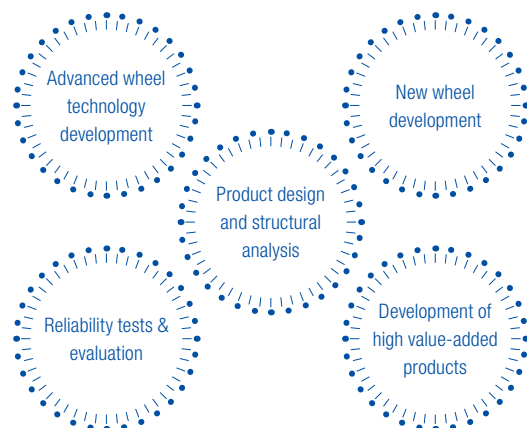 Advanced wheel
technology
development
New wheel
development
Product design
and structural
analysis
Reliability tests &
evaluation
Development of
high value-added
products